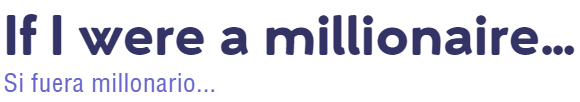 If I were a millionaire...
Si fuera millonario...